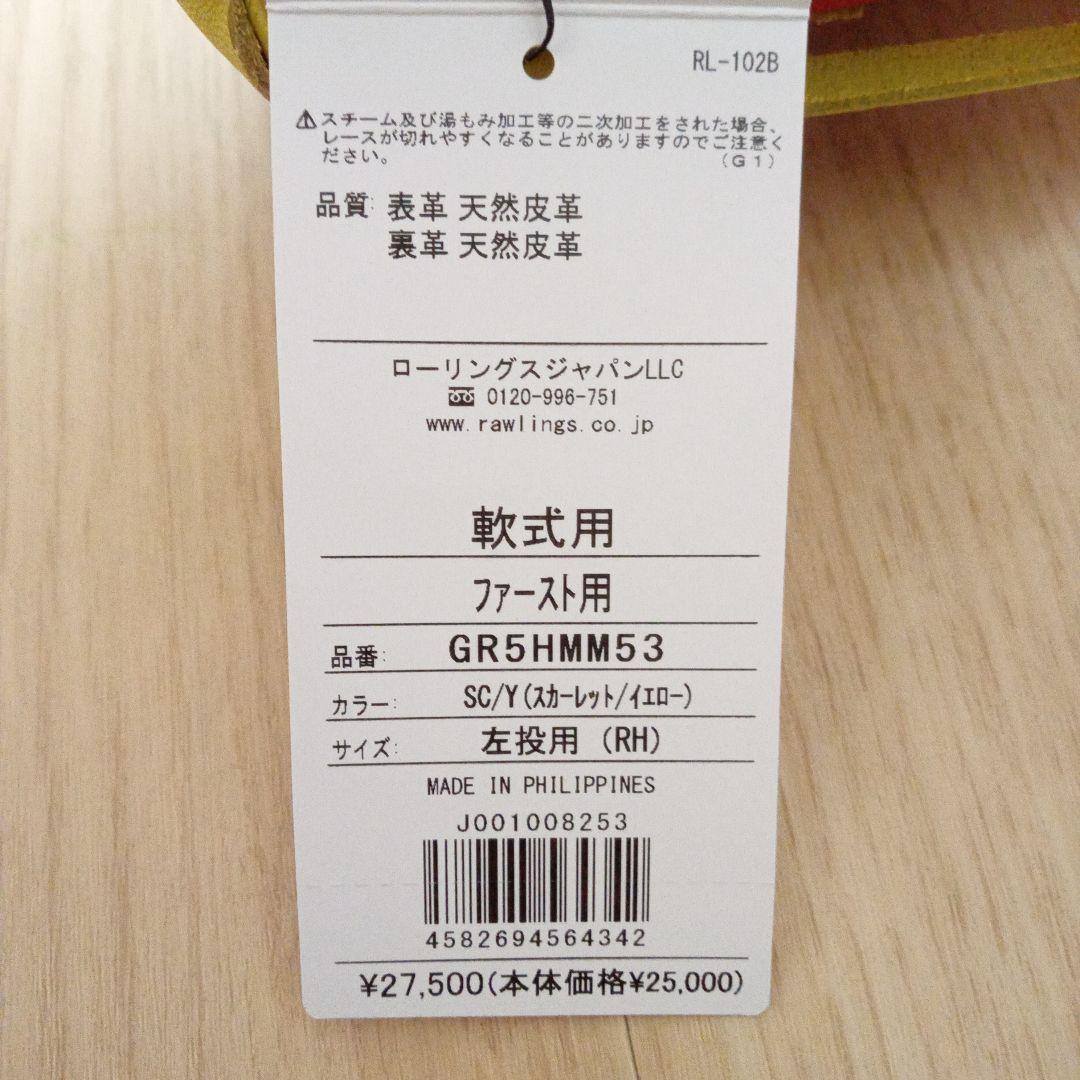 RL-102B
⚠スチーム及び湯もみ加工等の二次加工をされた場合、
レースが切れやすくなることがありますのでご注意く
ださい。 (G1)
品質: 表革 天然皮革
裏革 天然皮革
ローリングスジャパンLLC
0120-996-751
www.rawlings.co.jp
軟式用
ファースト用
品番: GR5HMM53
カラー: SC/Y(スカーレット/イエロー)
サイズ: 左投用 (RH)
MADE IN PHILIPPINES
J001008253
4582694564342
¥27,500(本体価格¥25,000)